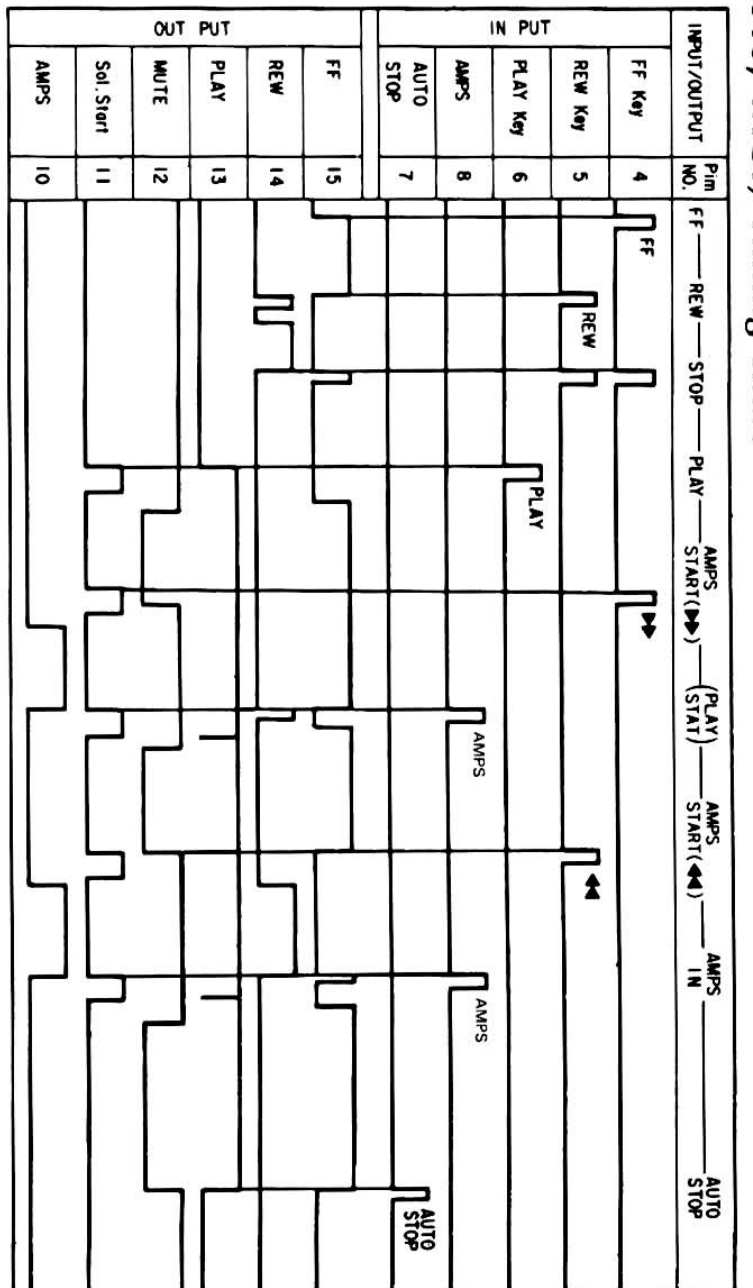 INPUT/OUTPUT
Pim
NO.
FF — REW — STOP — PLAY — AMPS START(▶▶) — (PLAY STAT) — AMPS START(◀◀) — AMPS IN — AUTO STOP
IN PUT
FF Key 4
FF
▶▶
REW Key 5
REW
◀◀
PLAY Key 6
PLAY
AMPS 8
AMPS
AMPS
AUTO
STOP 7
AUTO
STOP
OUT PUT
FF 15
REW 14
PLAY 13
MUTE 12
Sol. Start 11
AMPS 10